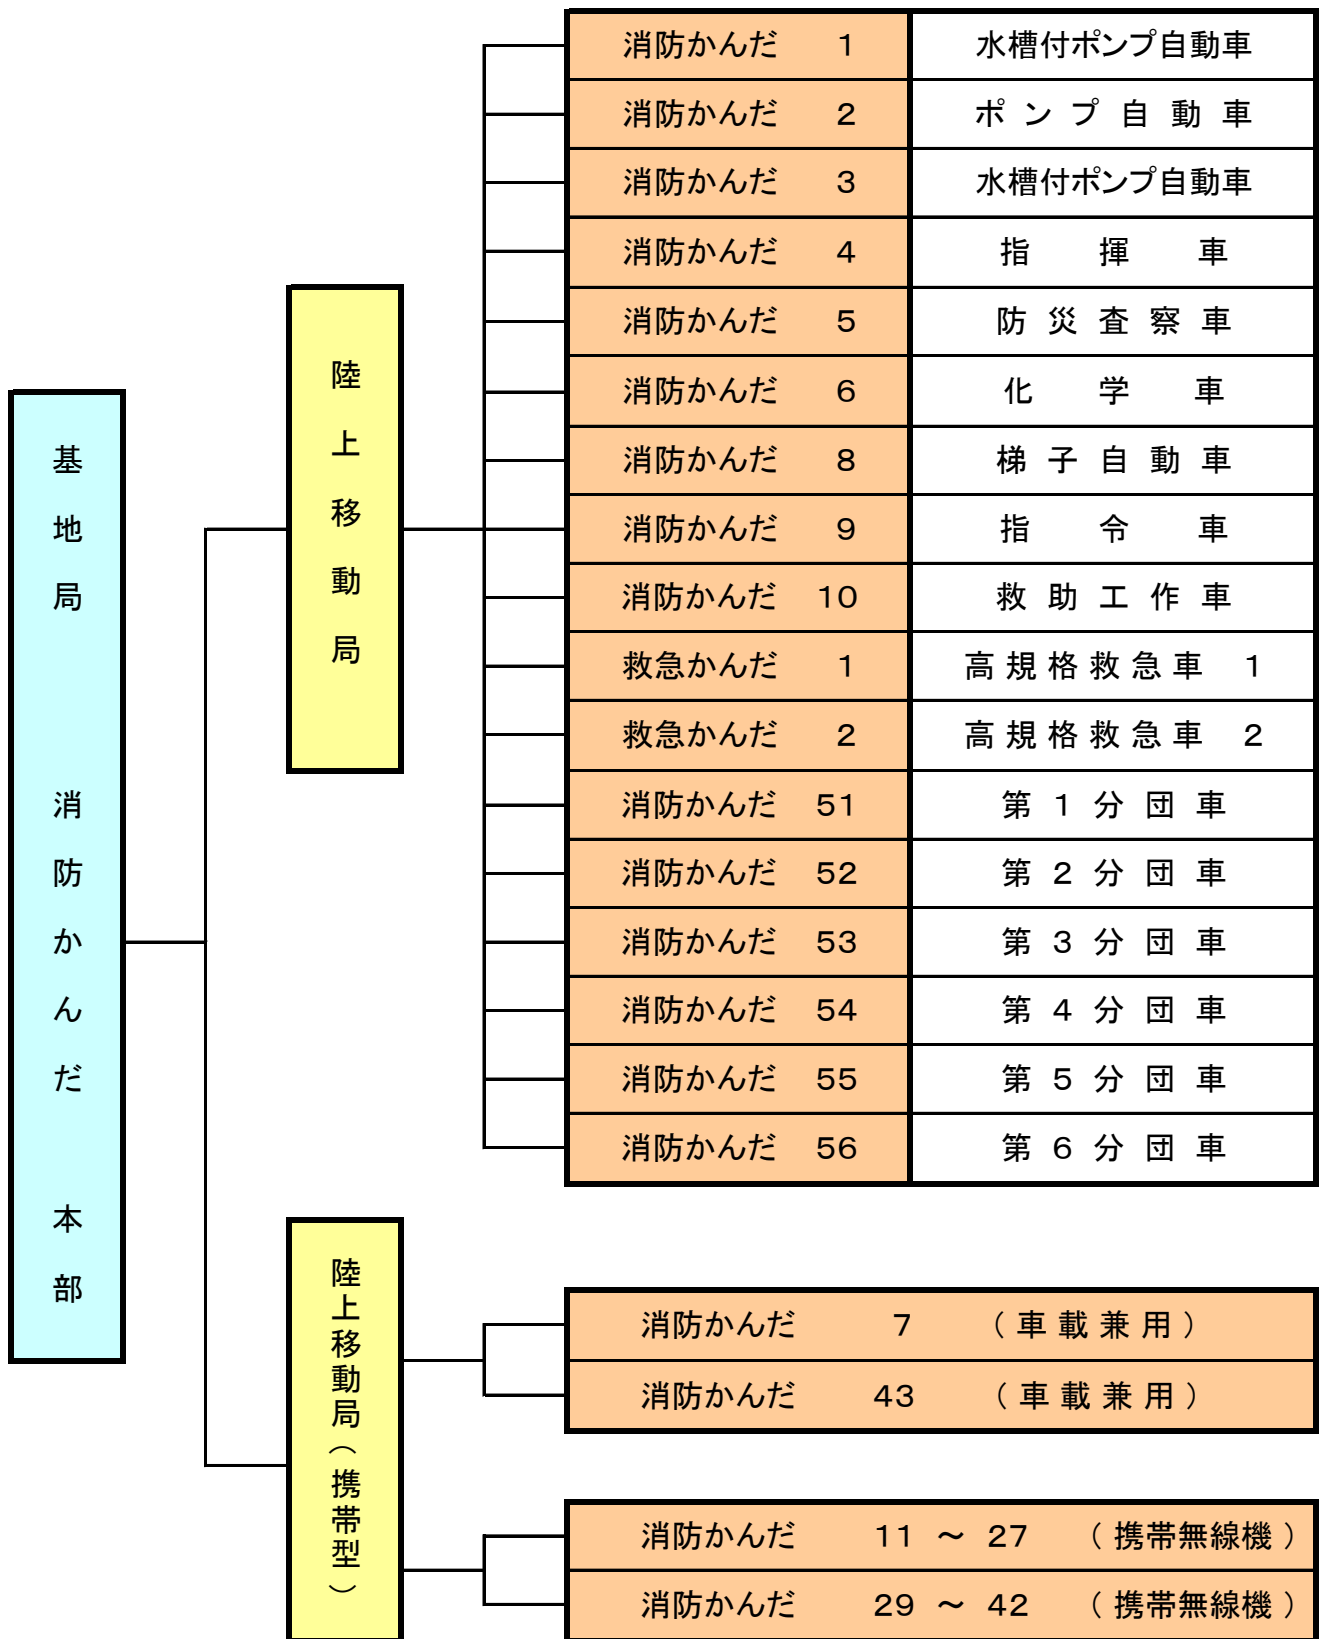 基地局 消防かんだ 本部
陸上移動局
消防かんだ 1 水槽付ポンプ自動車
消防かんだ 2 ポンプ自動車
消防かんだ 3 水槽付ポンプ自動車
消防かんだ 4 指揮車
消防かんだ 5 防災査察車
消防かんだ 6 化学車
消防かんだ 8 梯子自動車
消防かんだ 9 指令車
消防かんだ 10 救助工作車
救急かんだ 1 高規格救急車 1
救急かんだ 2 高規格救急車 2
消防かんだ 51 第1分団車
消防かんだ 52 第2分団車
消防かんだ 53 第3分団車
消防かんだ 54 第4分団車
消防かんだ 55 第5分団車
消防かんだ 56 第6分団車
陸上移動局(携帯型)
消防かんだ 7 (車載兼用)
消防かんだ 43 (車載兼用)
消防かんだ 11 ～ 27 (携帯無線機)
消防かんだ 29 ～ 42 (携帯無線機)